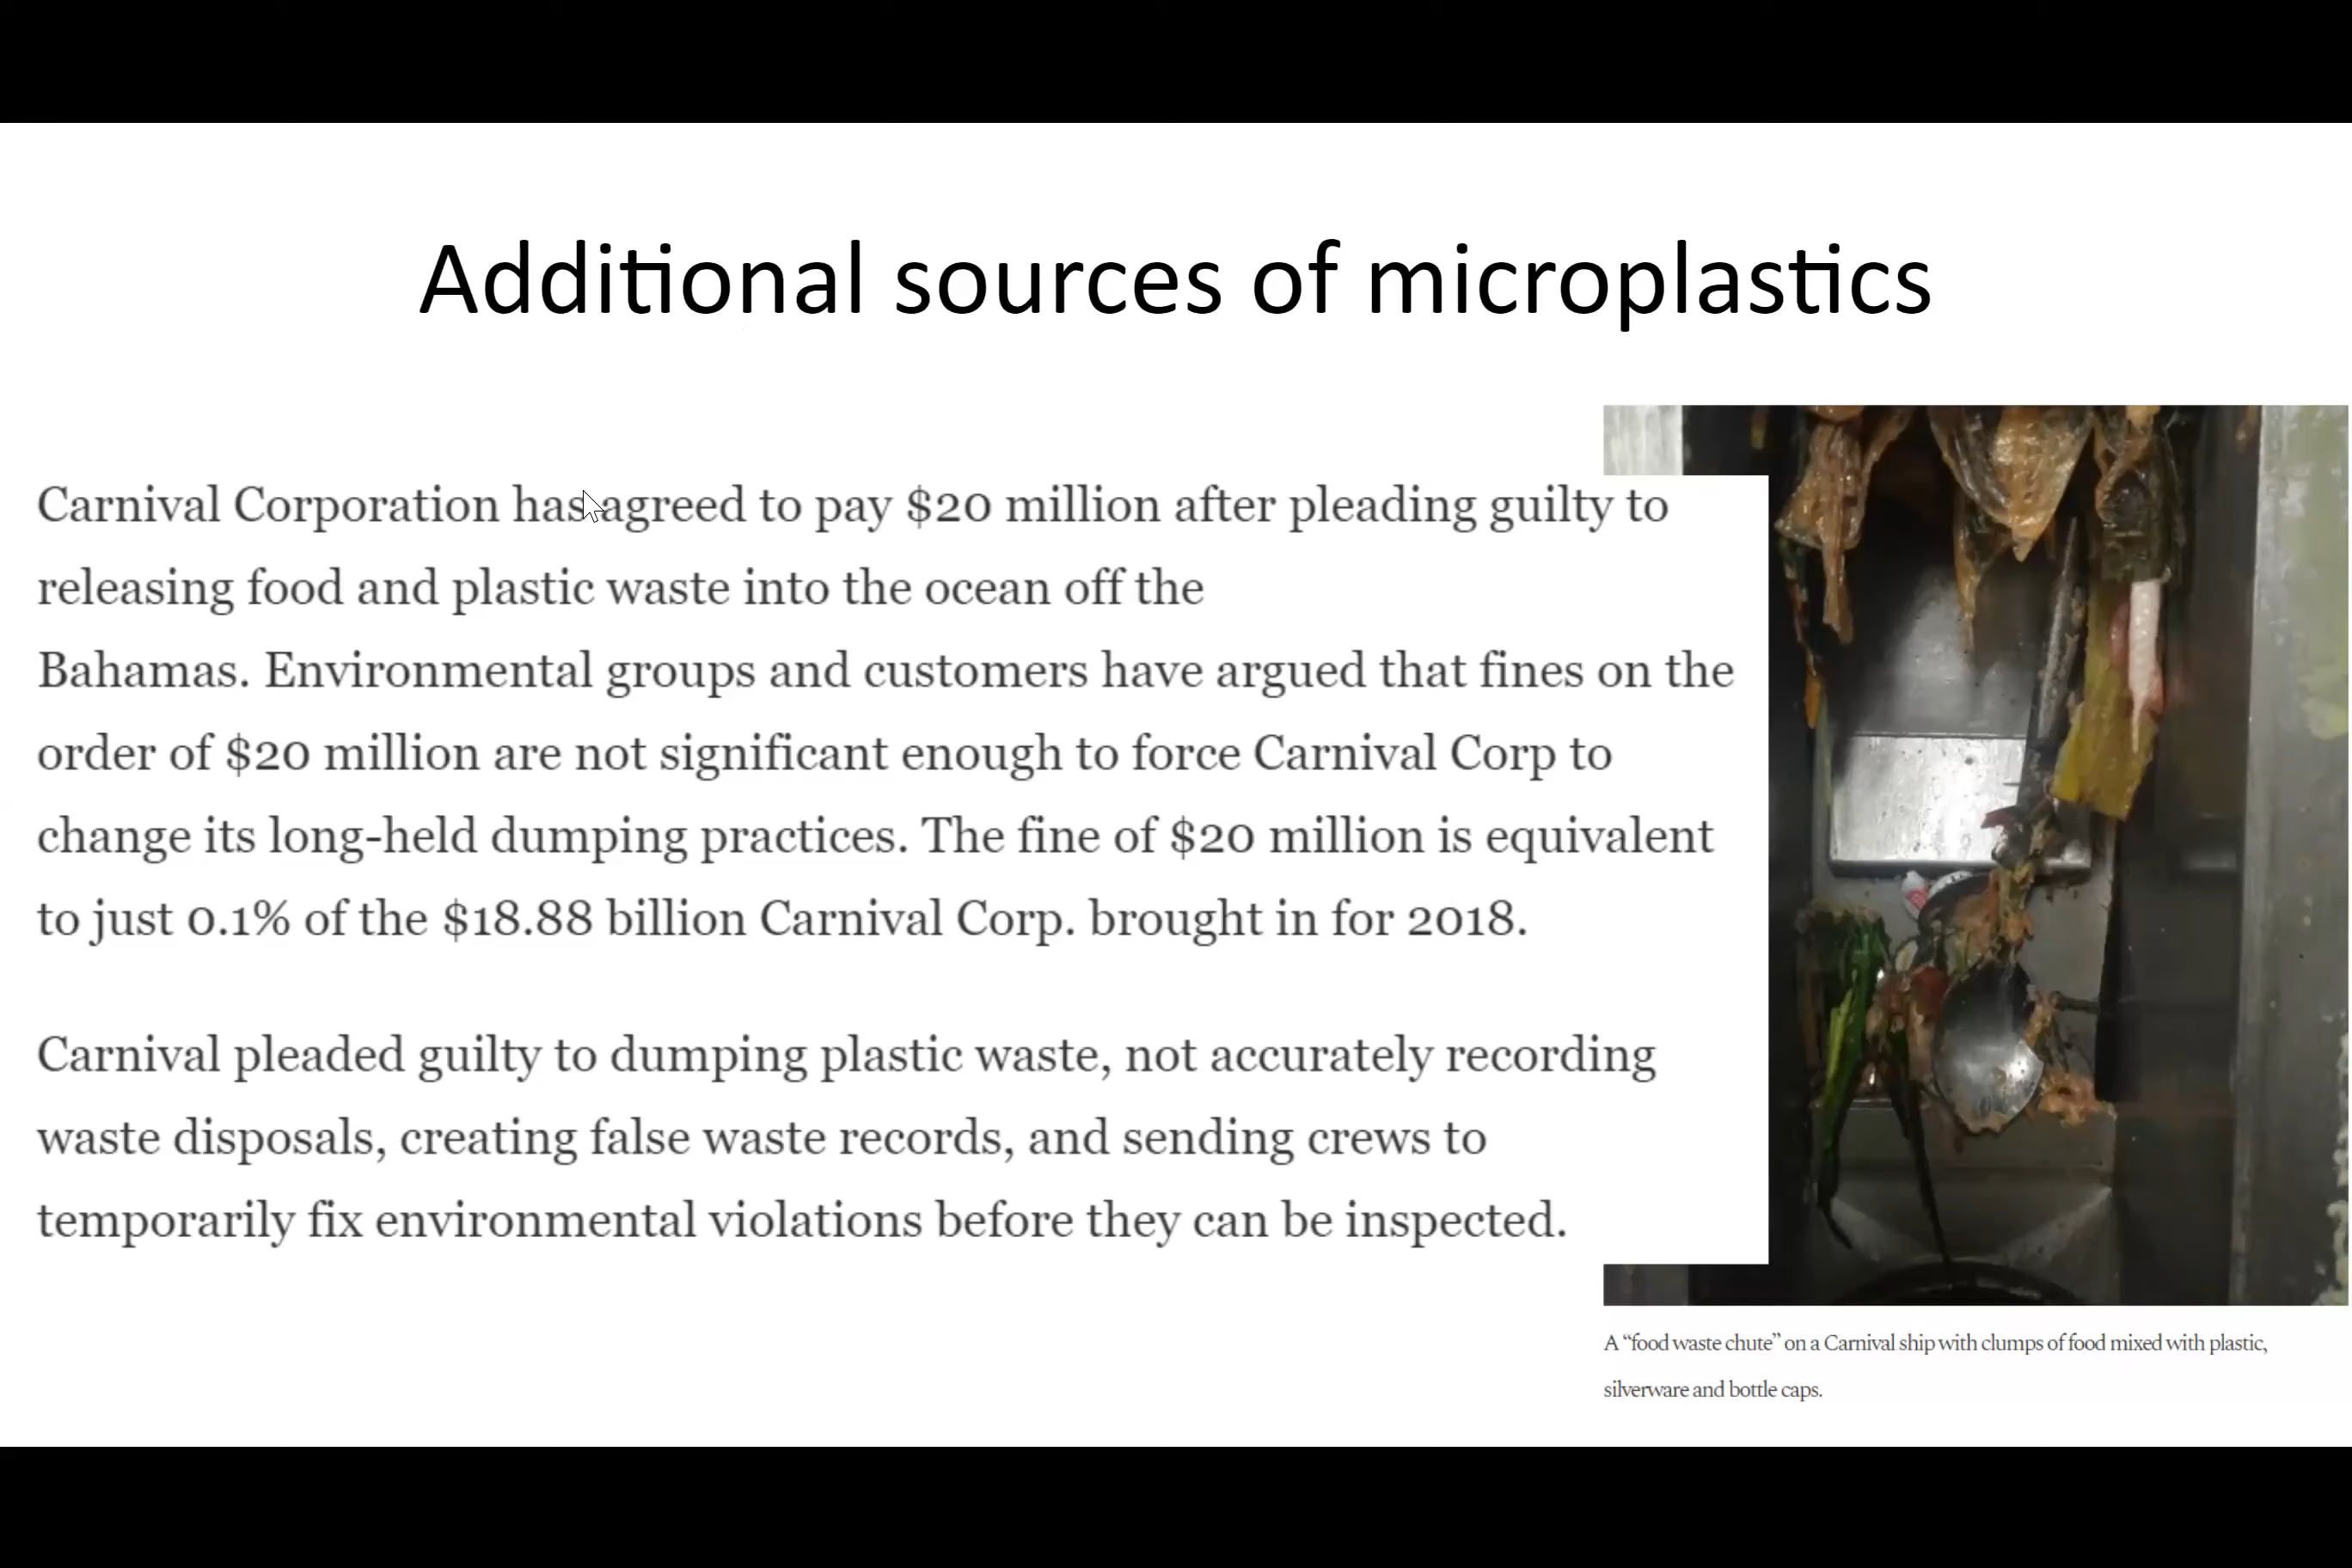 Additional sources of microplastics
Carnival Corporation has agreed to pay $20 million after pleading guilty to
releasing food and plastic waste into the ocean off the
Bahamas. Environmental groups and customers have argued that fines on the
order of $20 million are not significant enough to force Carnival Corp to
change its long-held dumping practices. The fine of $20 million is equivalent
to just 0.1% of the $18.88 billion Carnival Corp. brought in for 2018.
Carnival pleaded guilty to dumping plastic waste, not accurately recording
waste disposals, creating false waste records, and sending crews to
temporarily fix environmental violations before they can be inspected.
A “food waste chute” on a Carnival ship with clumps of food mixed with plastic,
silverware and bottle caps.